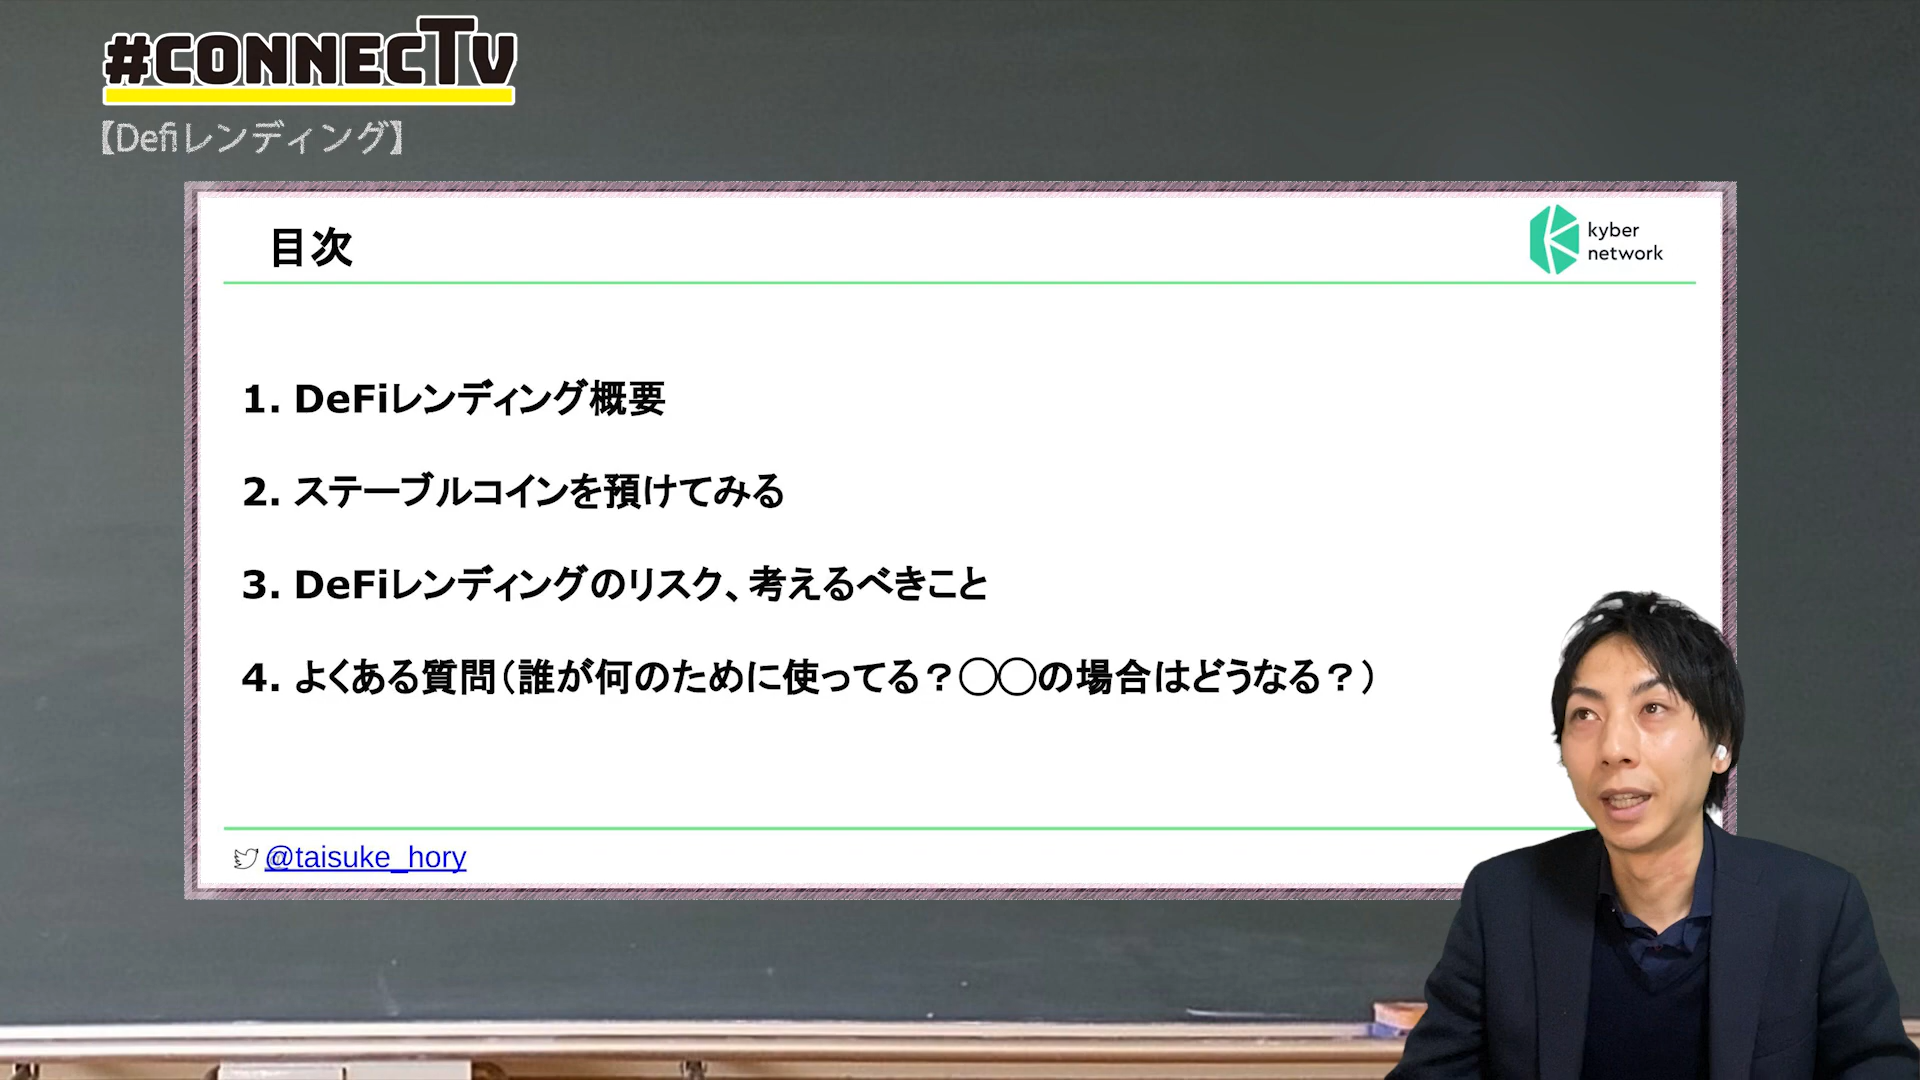 #CONNECTV
【Defiレンディング】
目次
kyber
network
1. DeFiレンディング概要
2. ステーブルコインを預けてみる
3. DeFiレンディングのリスク、考えるべきこと
4. よくある質問（誰が何のために使ってる？◯◯の場合はどうなる？）
@taisuke_hory